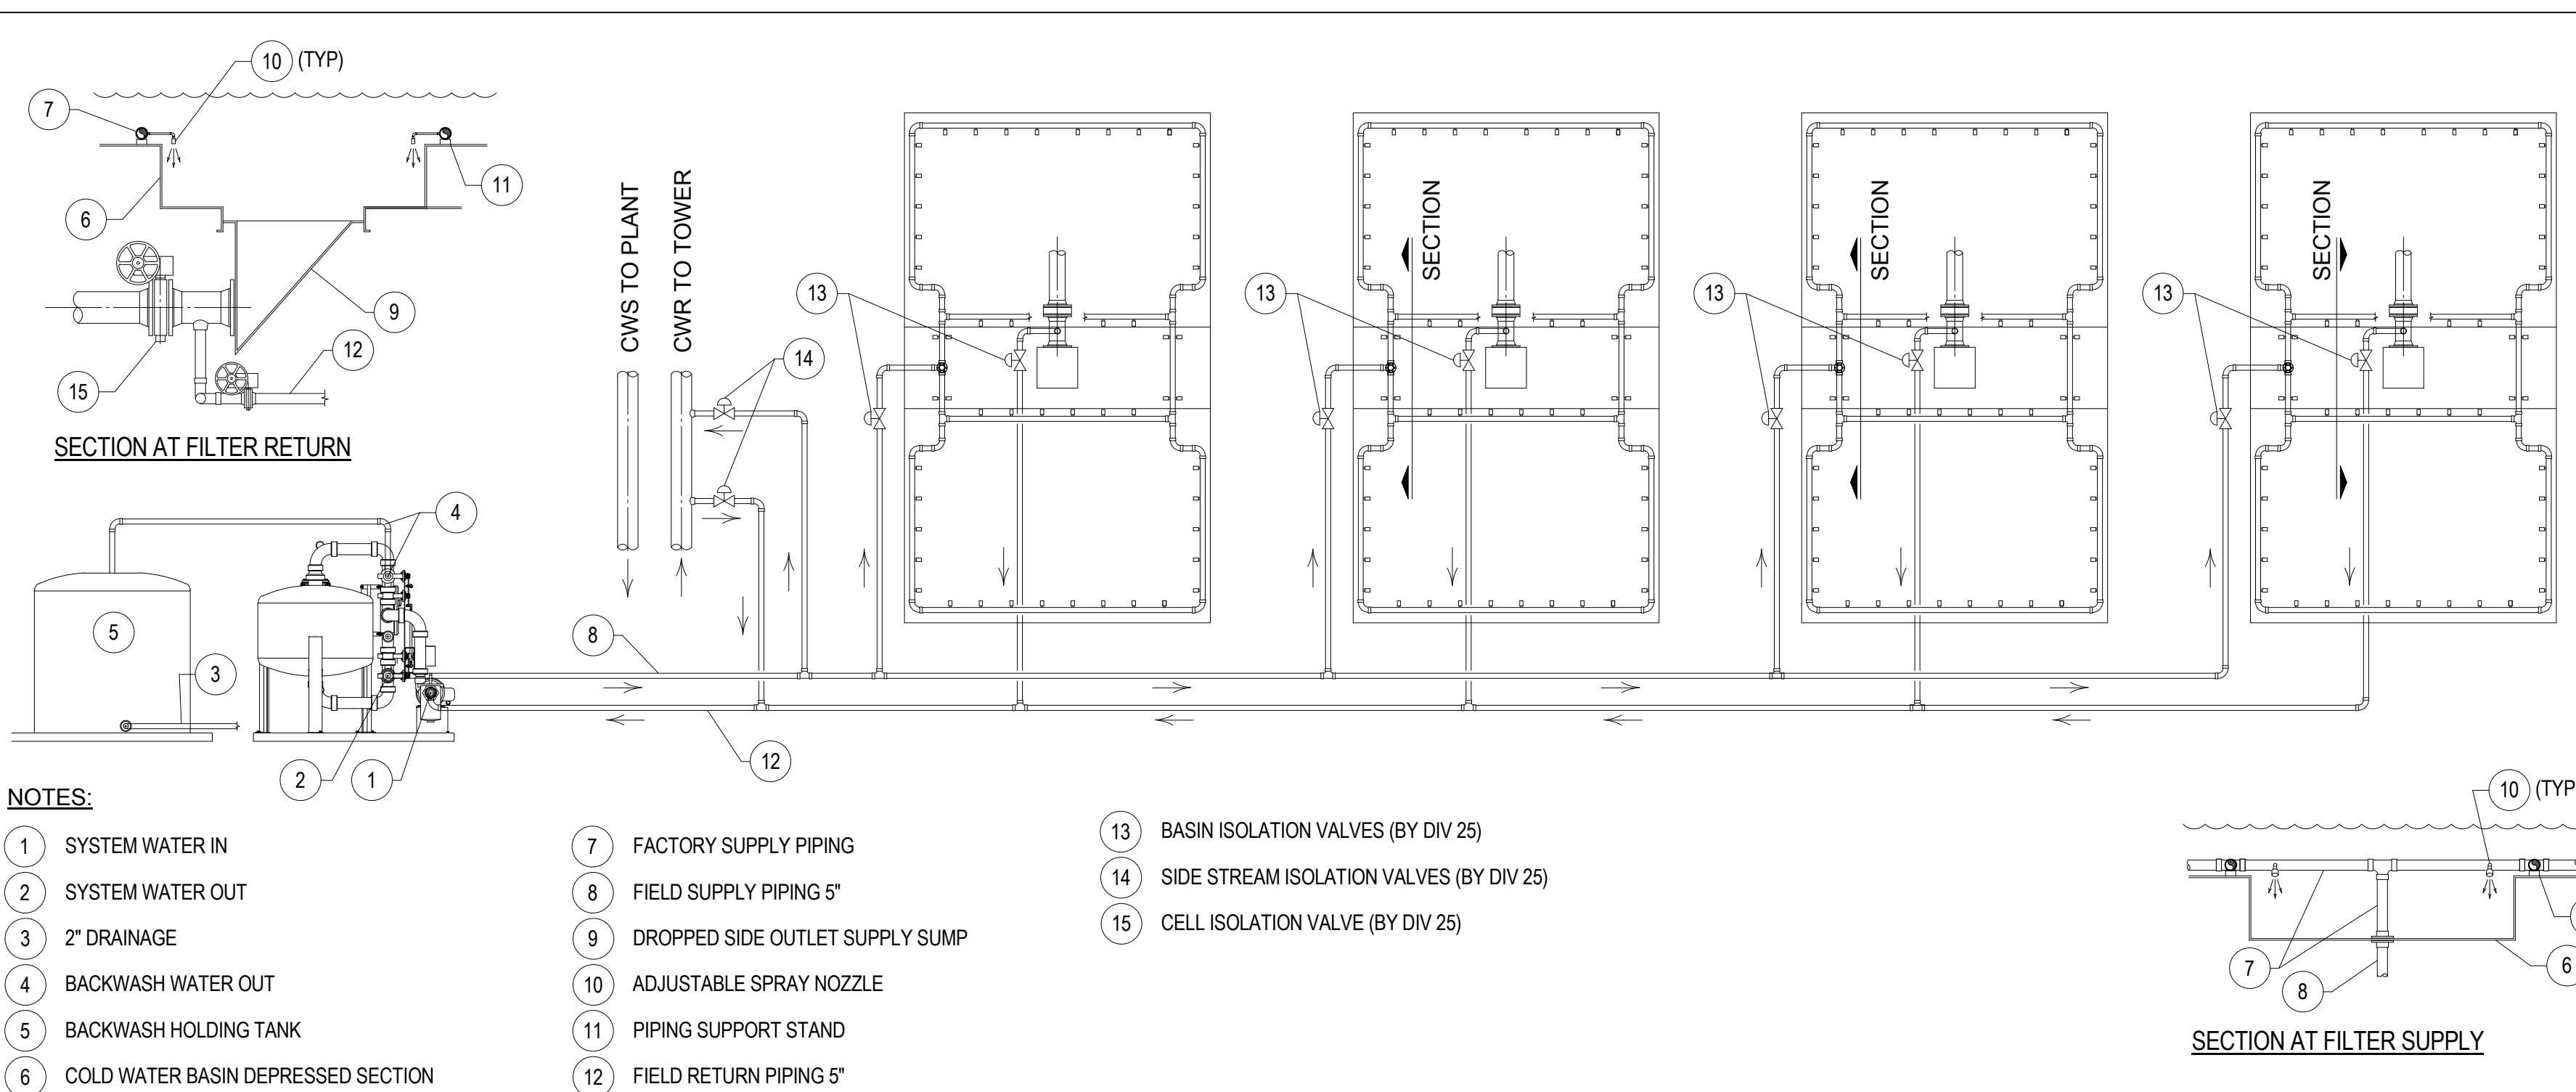 10 (TYP)
7
11
6
9
12
15
SECTION AT FILTER RETURN
CWS TO PLANT
CWR TO TOWER
13
14
SECTION
13
SECTION
13
SECTION
13
4
5
3
8
12
2
1
10 (TYP
7
8
6
SECTION AT FILTER SUPPLY
NOTES:
1 SYSTEM WATER IN
2 SYSTEM WATER OUT
3 2" DRAINAGE
4 BACKWASH WATER OUT
5 BACKWASH HOLDING TANK
6 COLD WATER BASIN DEPRESSED SECTION
7 FACTORY SUPPLY PIPING
8 FIELD SUPPLY PIPING 5"
9 DROPPED SIDE OUTLET SUPPLY SUMP
10 ADJUSTABLE SPRAY NOZZLE
11 PIPING SUPPORT STAND
12 FIELD RETURN PIPING 5"
13 BASIN ISOLATION VALVES (BY DIV 25)
14 SIDE STREAM ISOLATION VALVES (BY DIV 25)
15 CELL ISOLATION VALVE (BY DIV 25)